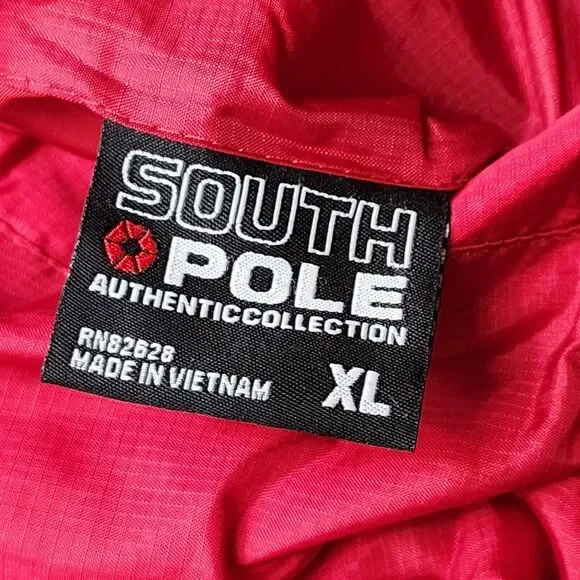 SOUTH
POLE
AUTHENTICCOLLECTION
RN82628
MADE IN VIETNAM
XL